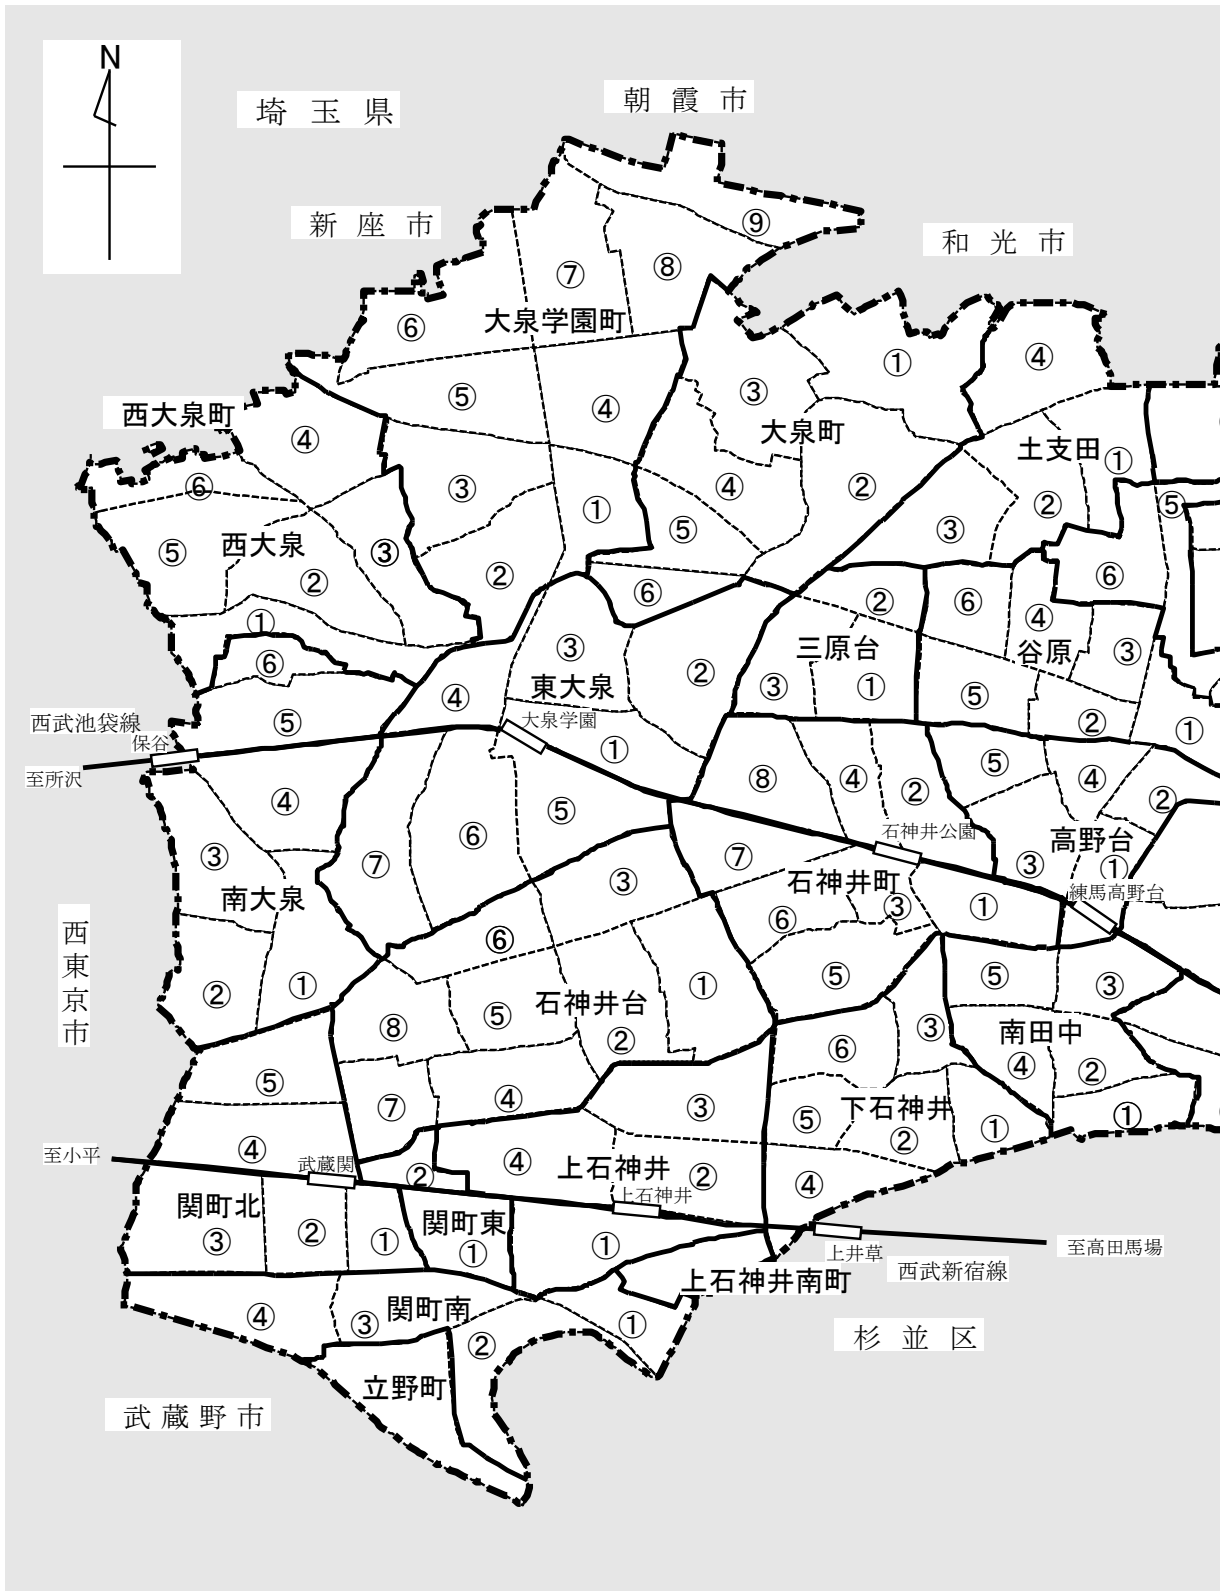 N
埼玉県
朝霞市
新座市
和光市
⑨
⑦
⑧
⑥
大泉学園町
①
④
③
⑤
④
西大泉町
④
大泉町
土支田
①
⑥
③
④
②
①
⑤
②
⑤
西大泉
③
⑤
③
②
②
⑥
⑥
②
⑥
④
①
③
三原台
谷原
③
⑥
②
④
東大泉
③
①
⑤
⑤
西武池袋線
大泉学園
②
①
保谷
①
至所沢
⑤
⑧
④
②
④
②
④
⑤
石神井公園
⑥
高野台
③
⑦
⑦
③
①
南大泉
③
石神井町
練馬高野台
⑥
③
①
西東京市
⑥
②
①
⑤
⑤
③
①
石神井台
⑤
⑧
②
③
南田中
⑥
④
②
⑤
④
⑦
③
⑤
下石神井
①
①
②
④
至小平
武蔵関
④
②
上石神井
②
④
上石神井
関町北
③
②
①
関町東
①
①
上井草
西武新宿線
至高田馬場
上石神井南町
④
③
関町南
②
①
杉並区
立野町
武蔵野市